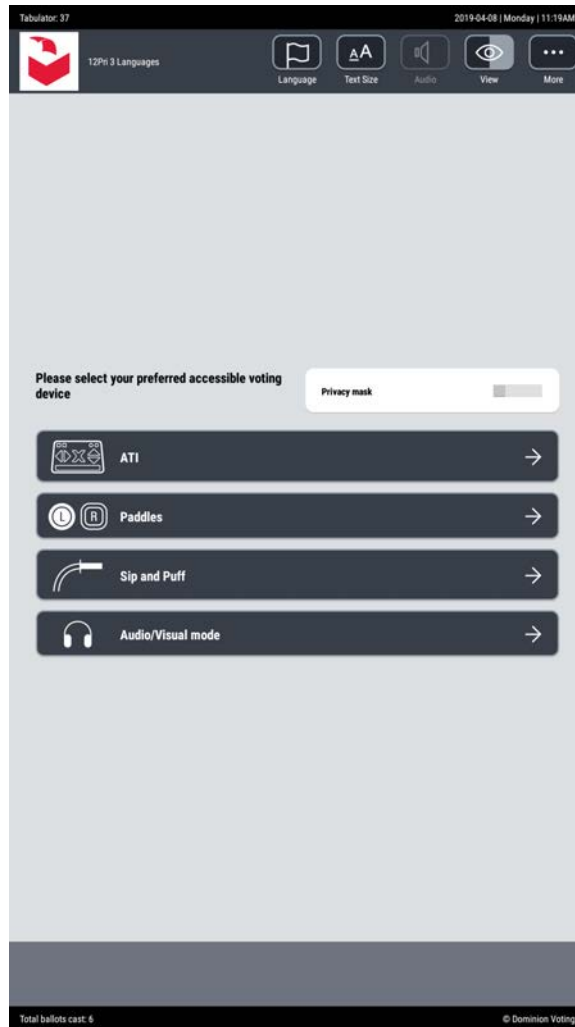 Tabulator: 37
2019-04-08 | Monday | 11:19AM
12Pri 3 Languages
Language
AA
Text Size
Audio
View
More
Please select your preferred accessible voting
device
Privacy mask
ATI
L R
Paddles
Sip and Puff
Audio/Visual mode
Total ballots cast: 6
© Dominion Voting